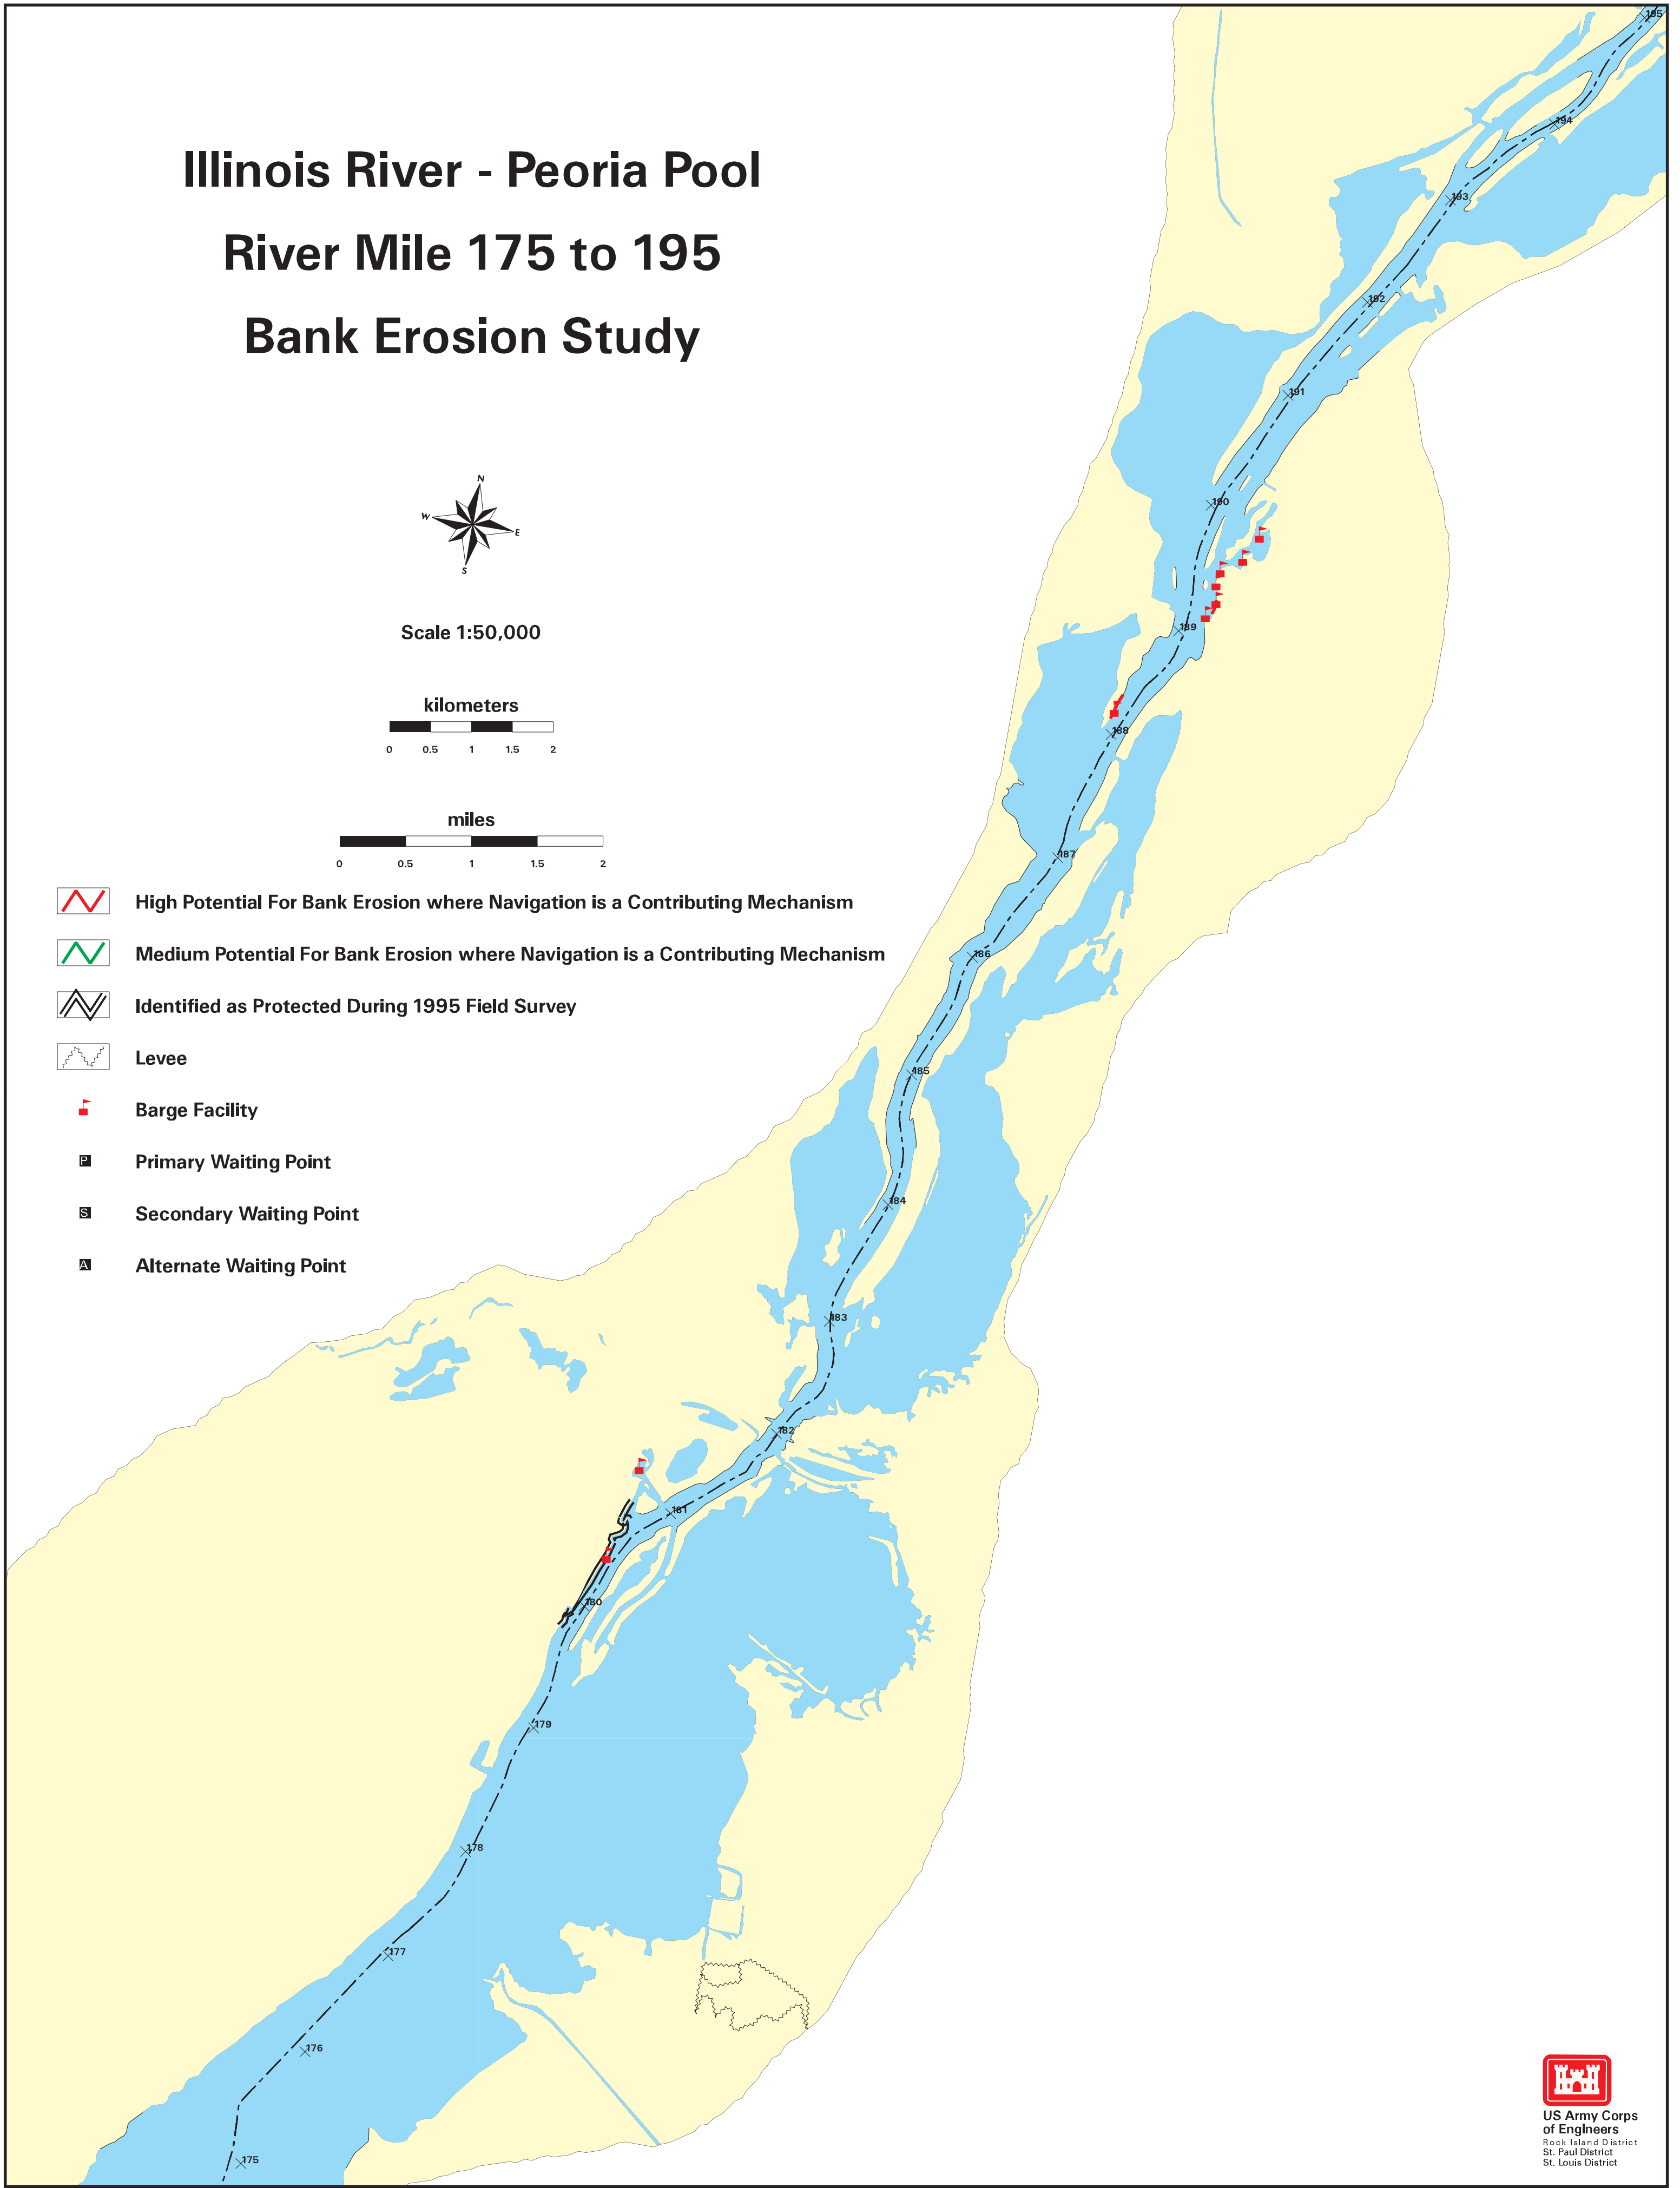 Illinois River - Peoria Pool
River Mile 175 to 195
Bank Erosion Study
N
W
E
S
Scale 1:50,000
kilometers
0 0.5 1 1.5 2
miles
0 0.5 1 1.5 2
High Potential For Bank Erosion where Navigation is a Contributing Mechanism
Medium Potential For Bank Erosion where Navigation is a Contributing Mechanism
Identified as Protected During 1995 Field Survey
Levee
Barge Facility
P Primary Waiting Point
S Secondary Waiting Point
A Alternate Waiting Point
195
194
193
192
191
190
189
188
187
186
185
184
183
182
181
180
179
178
177
176
175
US Army Corps
of Engineers
Rock Island District
St. Paul District
St. Louis District